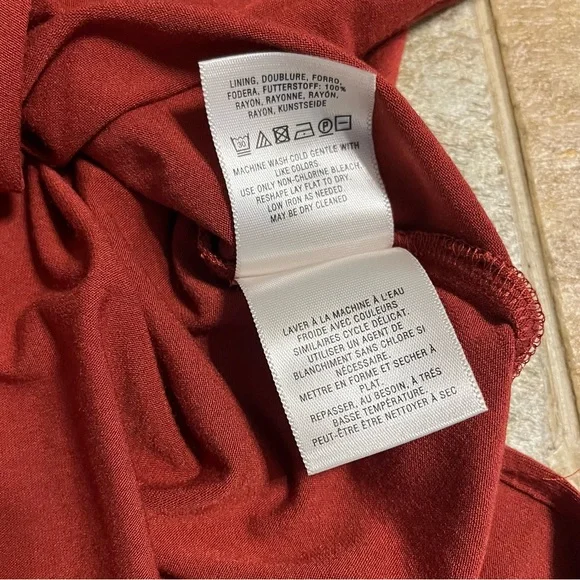 LINING, DOUBLURE, FORRO,
FODERA, FUTTERSTOFF: 100%
RAYON, RAYONNE, RAYÓN,
RAYON, KUNSTSEIDE
30 P
MACHINE WASH COLD GENTLE WITH
LIKE COLORS.
USE ONLY NON-CHLORINE BLEACH.
RESHAPE LAY FLAT TO DRY.
LOW IRON AS NEEDED.
MAY BE DRY CLEANED
LAVER À LA MACHINE À L'EAU
FROIDE AVEC COULEURS
SIMILAIRES CYCLE DÉLICAT.
UTILISER UN AGENT DE
BLANCHIMENT SANS CHLORE SI
NÉCESSAIRE.
METTRE EN FORME ET SECHER À
PLAT.
REPASSER, AU BESOIN, À TRÈS
BASSE TEMPÉRATURE.
PEUT-ÊTRE ÊTRE NETTOYER À SEC